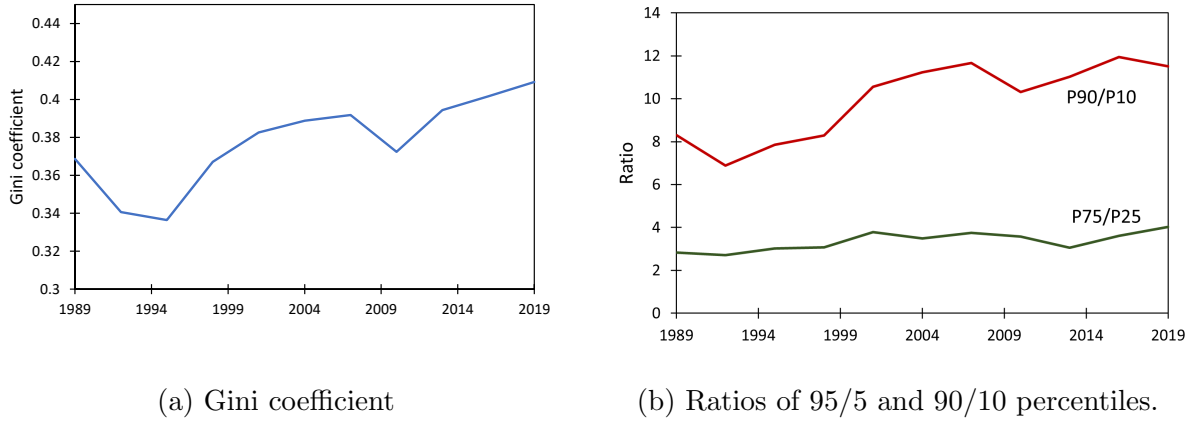 0.44
0.42
0.4
0.38
0.36
0.34
0.32
0.3
Gini coefficient
1989 1994 1999 2004 2009 2014 2019
(a) Gini coefficient
14
12
10
8
6
4
2
0
Ratio
P90/P10
P75/P25
1989 1994 1999 2004 2009 2014 2019
(b) Ratios of 95/5 and 90/10 percentiles.